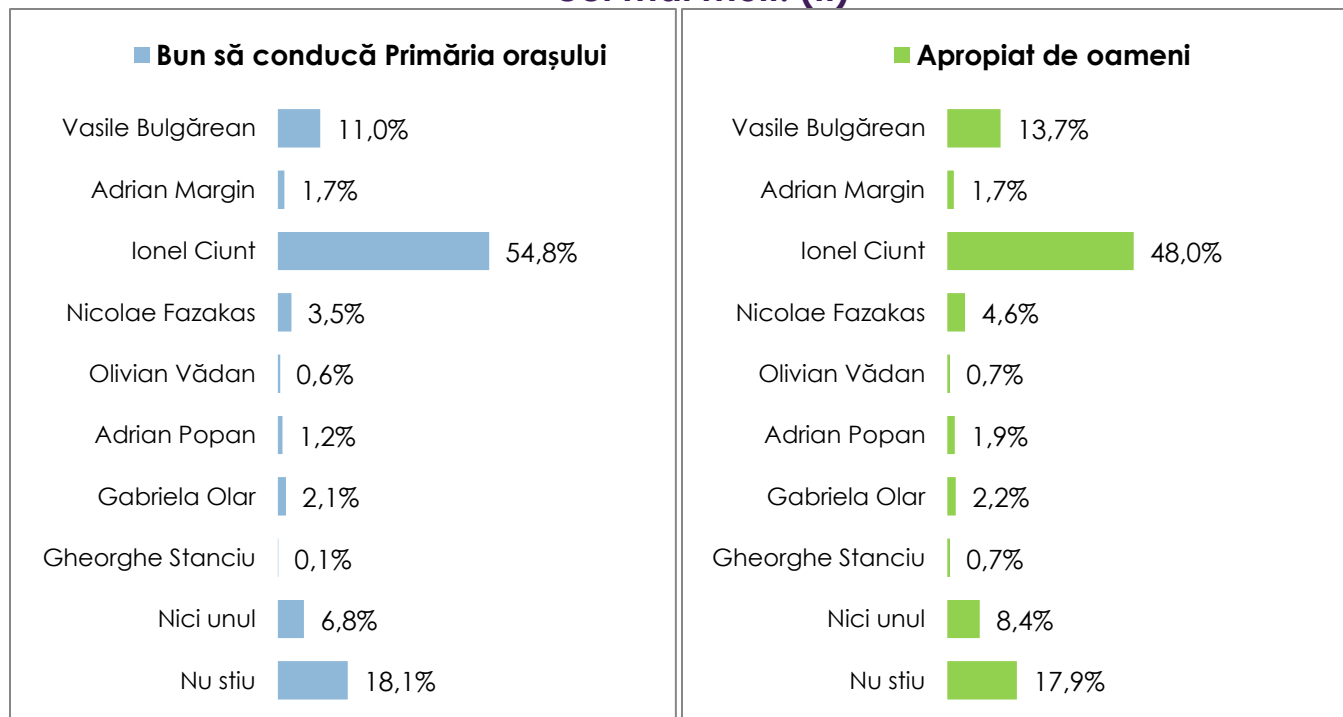 Bun să conducă Primăria orașului
Vasile Bulgărean 11,0%
Adrian Margin 1,7%
Ionel Ciunt 54,8%
Nicolae Fazakas 3,5%
Olivian Vădan 0,6%
Adrian Popan 1,2%
Gabriela Olar 2,1%
Gheorghe Stanciu 0,1%
Nici unul 6,8%
Nu stiu 18,1%
Apropiat de oameni
Vasile Bulgărean 13,7%
Adrian Margin 1,7%
Ionel Ciunt 48,0%
Nicolae Fazakas 4,6%
Olivian Vădan 0,7%
Adrian Popan 1,9%
Gabriela Olar 2,2%
Gheorghe Stanciu 0,7%
Nici unul 8,4%
Nu stiu 17,9%